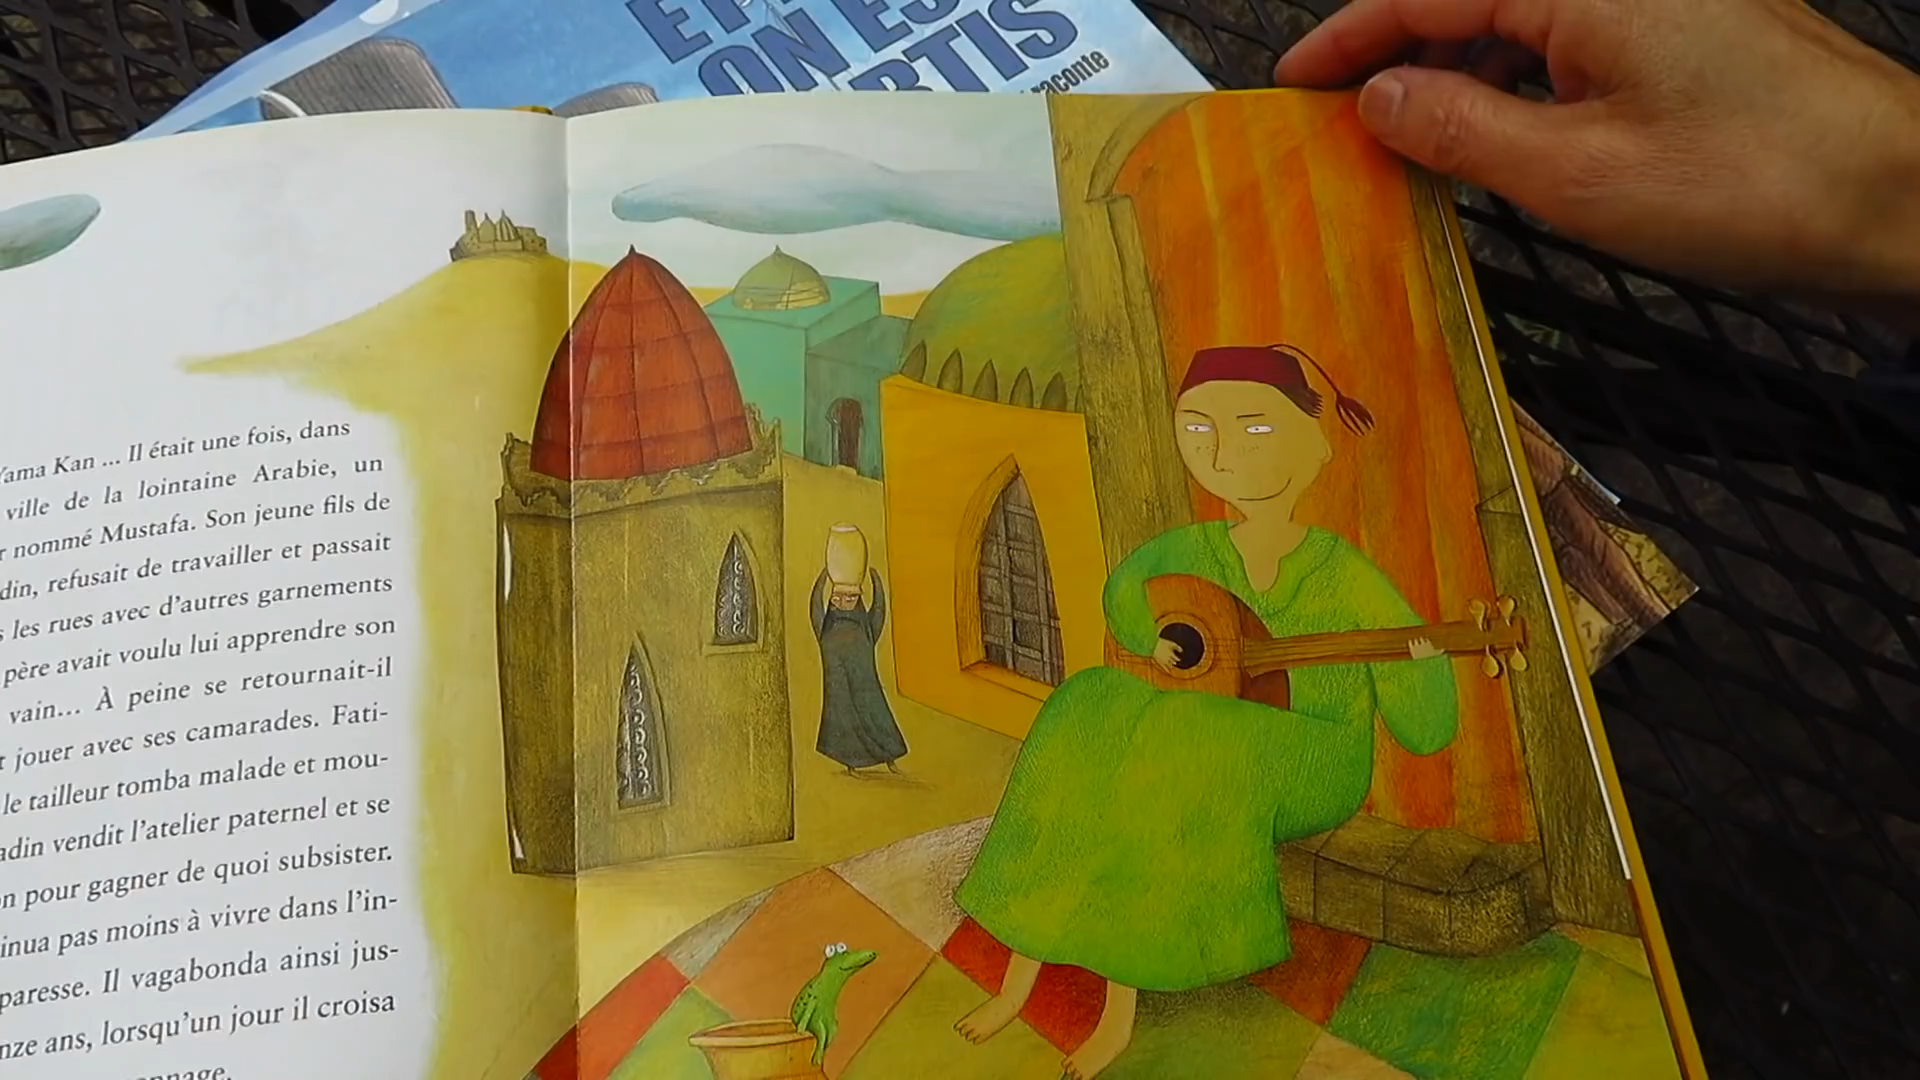 ON
RTIS
raconte
Yama Kan ... Il était une fois, dans
ville de la lointaine Arabie, un
nommé Mustafa. Son jeune fils de
din, refusait de travailler et passait
les rues avec d'autres garnements
père avait voulu lui apprendre son
vain... À peine se retournait-il
jouer avec ses camarades. Fati-
le tailleur tomba malade et mou-
adin vendit l'atelier paternel et se
n pour gagner de quoi subsister.
inua pas moins à vivre dans l'in-
paresse. Il vagabonda ainsi jus-
nze ans, lorsqu'un jour il croisa
onnage.